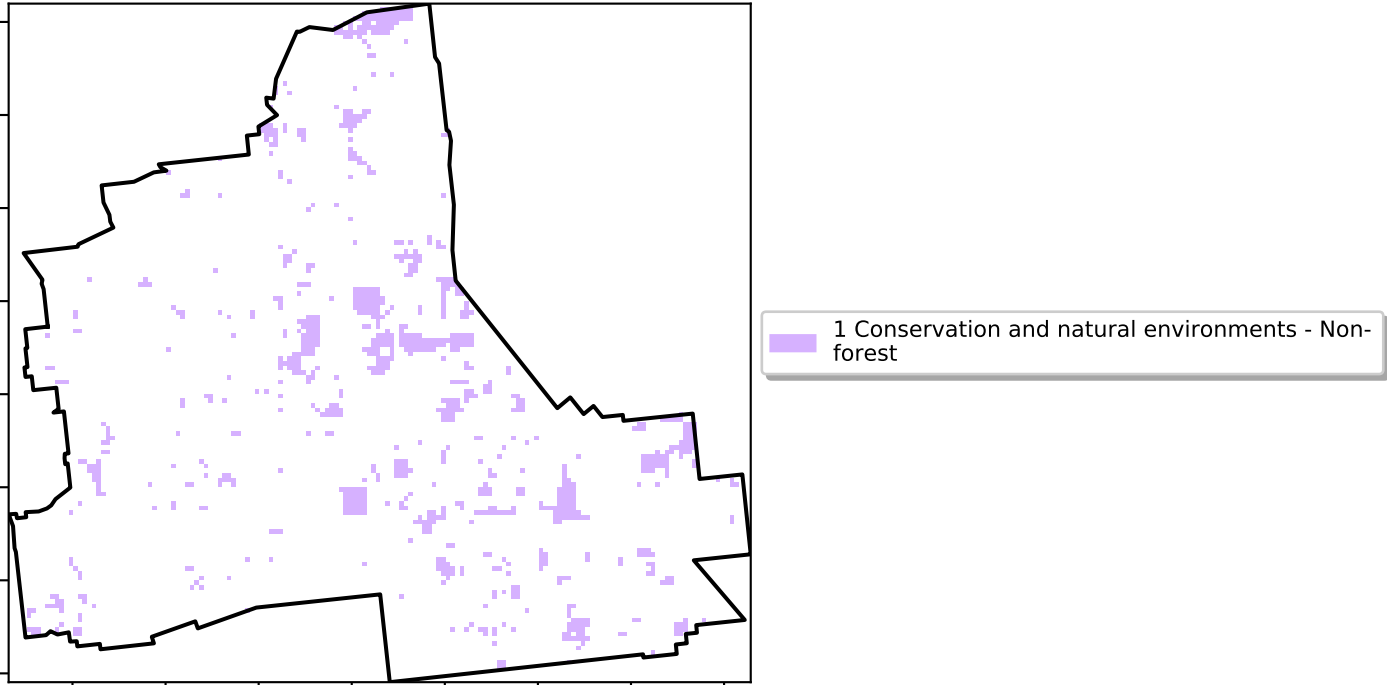 1 Conservation and natural environments - Non-
forest